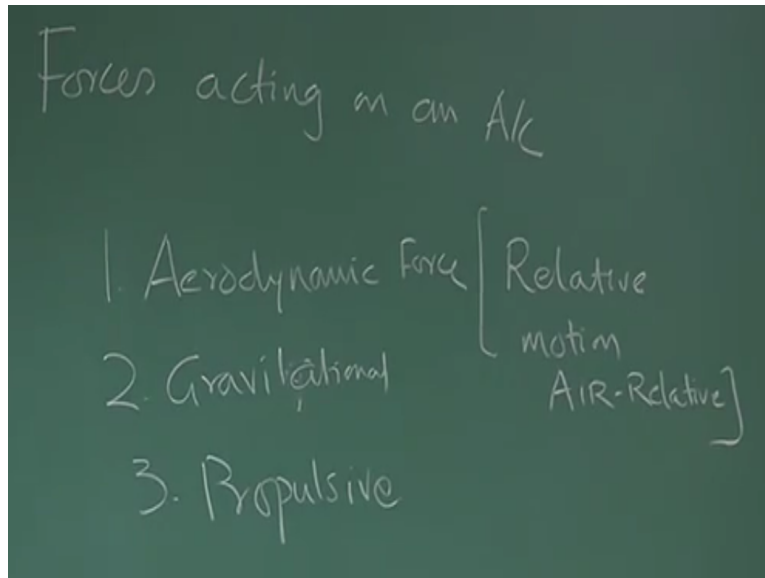 Forces acting on an A/C
1. Aerodynamic Force [Relative
motion
2. Gravitational
AIR-Relative]
3. Propulsive